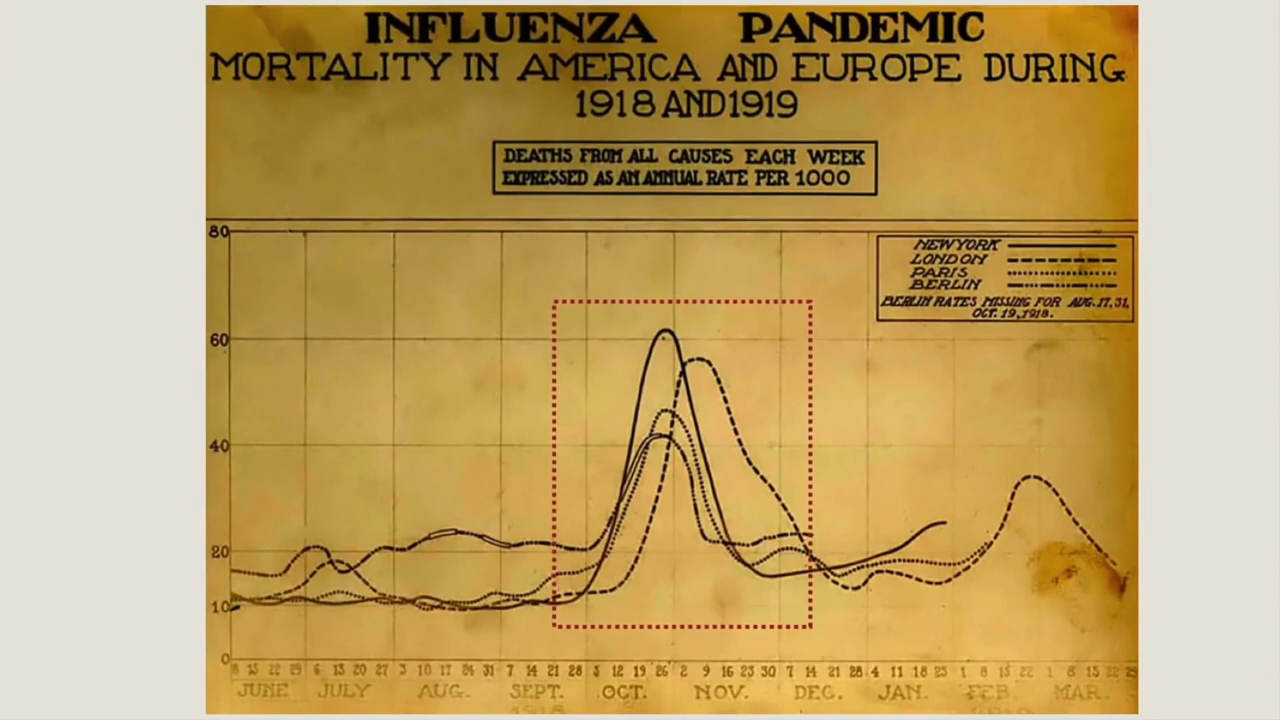 INFLUENZA PANDEMIC
MORTALITY IN AMERICA AND EUROPE DURING
1918 AND 1919
DEATHS FROM ALL CAUSES EACH WEEK
EXPRESSED AS AN ANNUAL RATE PER 1000
80
NEW YORK
LONDON
PARIS
BERLIN
BERLIN RATES MISSING FOR AUG. 17, 31,
OCT. 19, 1918.
60
40
20
10
0
8 15 22 29 6 13 20 27 3 10 17 24 31 7 14 21 28 5 12 19 26 2 9 16 23 30 7 14 21 28 4 11 18 25 1 8 15 22 1 8 15 22 29
JUNE JULY AUG. SEPT. OCT. NOV. DEC. JAN. FEB. MAR.
1918 1919